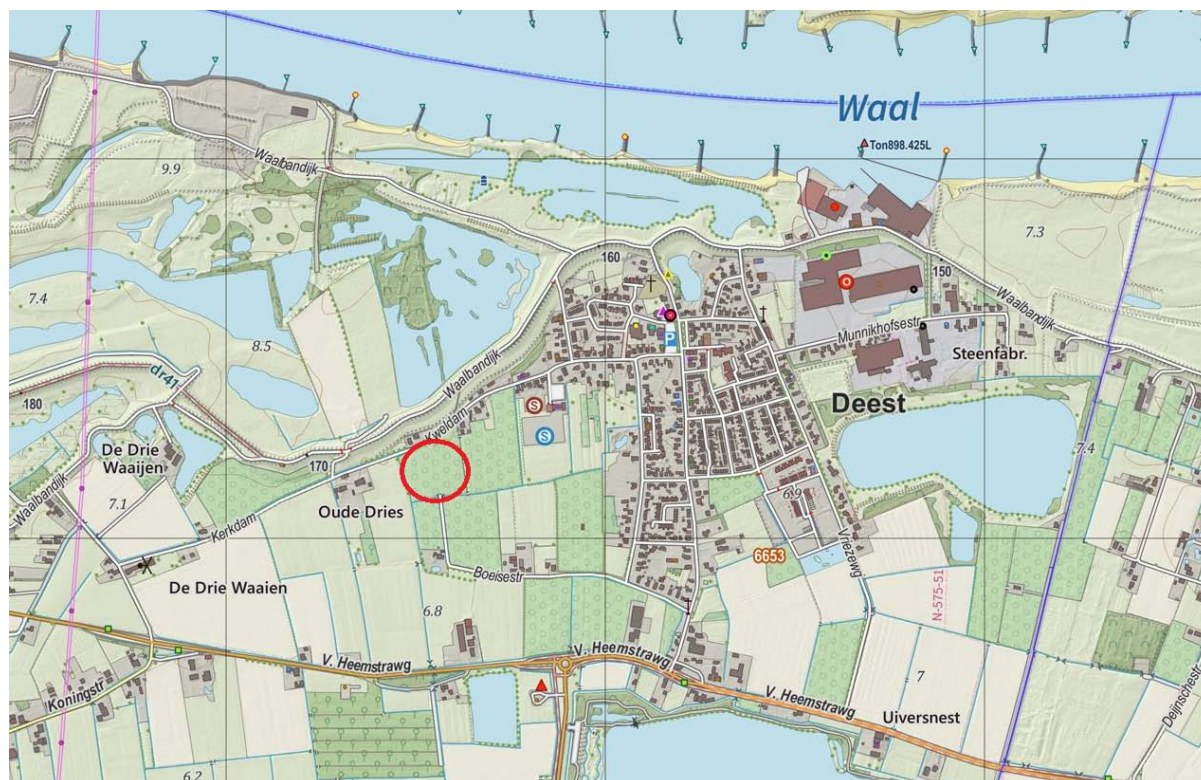 Waal
Ton898.425L
Waalbandijk
9.9
7.3
160
150
7.4
O
Waalbandijk
P
Munnikhofsestr
Steenfabr.
8.5
Waalbandijk
dr41
180
Deest
S
Kweldam
S
De Drie
Waaijen
170
7.4
Waalbandijk
7.1
Oude Dries
6.9
Kerkdam
Vriezewg
6653
Boeisestr
De Drie Waaien
N-575-51
6.8
V. Heemstrawg
V. Heemstrawg
7
V. Heemstrawg
Koningstr
Uiversnest
Deijnschestr
6.2